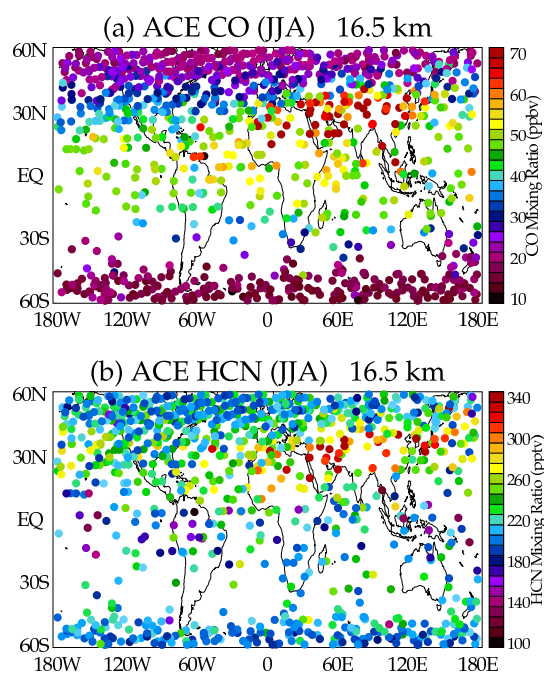 (a) ACE CO (JJA) 16.5 km
60N
30N
EQ
30S
60S
180W 120W 60W 0 60E 120E 180E
70
60
50
40
30
20
10
CO Mixing Ratio (ppbv)
(b) ACE HCN (JJA) 16.5 km
60N
30N
EQ
30S
60S
180W 120W 60W 0 60E 120E 180E
340
300
260
220
180
140
100
HCN Mixing Ratio (pptv)